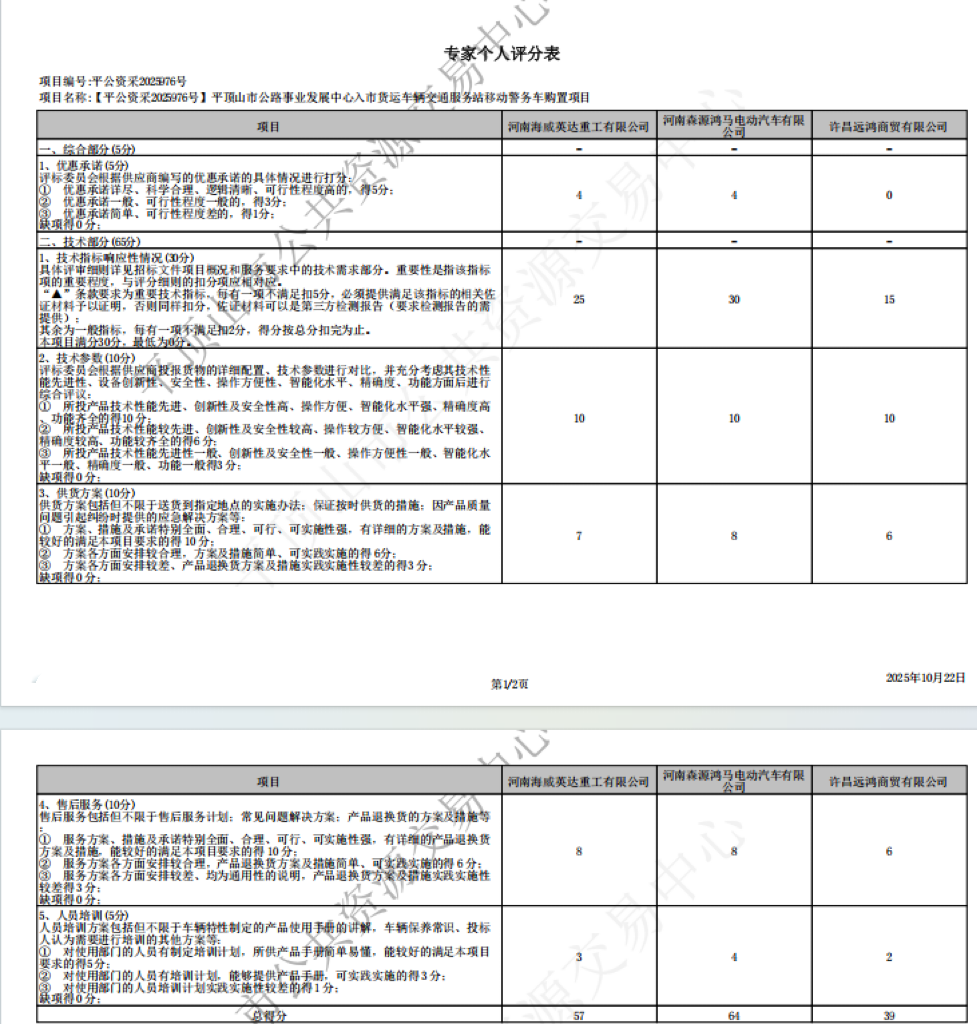 专家个人评分表
项目编号:平公资采2025976号
项目名称:【平公资采2025976号】平顶山市公路事业发展中心入市货运车辆交通服务站移动警务车购置项目
项目 河南海威英达重工有限公司 河南森源鸿马电动汽车有限公司 许昌远鸿商贸有限公司
一、综合部分(5分) - - -
1、优惠承诺(5分)
评标委员会根据供应商编写的优惠承诺的具体情况进行打分:
① 优惠承诺详尽、科学合理、逻辑清晰、可行性程度高的，得5分;
② 优惠承诺一般、可行性程度一般的，得3分;
③ 优惠承诺简单、可行性程度差的，得1分;
缺项得0分;
4 4 0
二、技术部分(65分) - - -
1、技术指标响应性情况(30分)
具体评审细则详见招标文件项目概况和服务要求中的技术需求部分。重要性是指该指标
项的重要程度，与评分细则的扣分项应相对应。
“▲”条款要求为重要技术指标，每有一项不满足扣5分，必须提供满足该指标的相关佐
证材料予以证明，否则同样扣分，佐证材料可以是第三方检测报告（要求检测报告的需
提供）;
其余为一般指标，每有一项不满足扣2分，得分按总分扣完为止。
本项目满分30分，最低为0分。
25 30 15
2、技术参数(10分)
评标委员会根据供应商投报货物的详细配置、技术参数进行对比，并充分考虑其技术性
能先进性、设备创新性、安全性、操作方便性、智能化水平、精确度、功能方面后进行
综合评议:
① 所投产品技术性能先进、创新性及安全性高、操作方便、智能化水平强、精确度高
、功能齐全的得10分;
② 所投产品技术性能较先进、创新性及安全性较高、操作较方便、智能化水平较强、
精确度较高、功能较齐全的得6分;
③ 所投产品技术性能先进性一般、创新性及安全性一般、操作方便性一般、智能化水
平一般、精确度一般、功能一般得3分;
缺项得0分;
10 10 10
3、供货方案(10分)
供货方案包括但不限于送货到指定地点的实施办法; 保证按时供货的措施; 因产品质量
问题引起纠纷时提供的应急解决方案等:
① 方案、措施及承诺特别全面、合理、可行、可实施性强，有详细的方案及措施，能
较好的满足本项目要求的得10分;
② 方案各方面安排较合理，方案及措施简单、可实践实施的得6分;
③ 方案各方面安排较差、产品退换货方案及措施实践实施性较差的得3分;
缺项得0分;
7 8 6
第1/2页
2025年10月22日
项目 河南海威英达重工有限公司 河南森源鸿马电动汽车有限公司 许昌远鸿商贸有限公司
4、售后服务(10分)
售后服务包括但不限于售后服务计划; 常见问题解决方案; 产品退换货的方案及措施等
:
① 服务方案、措施及承诺特别全面、合理、可行、可实施性强，有详细的产品退换货
方案及措施，能较好的满足本项目要求的得10分;
② 服务方案各方面安排较合理，产品退换货方案及措施简单、可实践实施的得6分;
③ 服务方案各方面安排较差、均为通用性的说明，产品退换货方案及措施实践实施性
较差得3分;
缺项得0分;
8 8 6
5、人员培训(5分)
人员培训方案包括但不限于车辆特性制定的产品使用手册的讲解，车辆保养常识、投标
人认为需要进行培训的其他方案等:
① 对使用部门的人员有制定培训计划，所供产品手册简单易懂，能较好的满足本项目
要求的得5分;
② 对使用部门的人员有培训计划，能够提供产品手册，可实践实施的得3分;
③ 对使用部门的人员培训计划实践实施性较差的得1分;
缺项得0分;
3 4 2
总得分 57 64 39
平顶山市公共资源交易中心
平顶山市公共资源交易中心
市公共资源交易中心
源交易中心